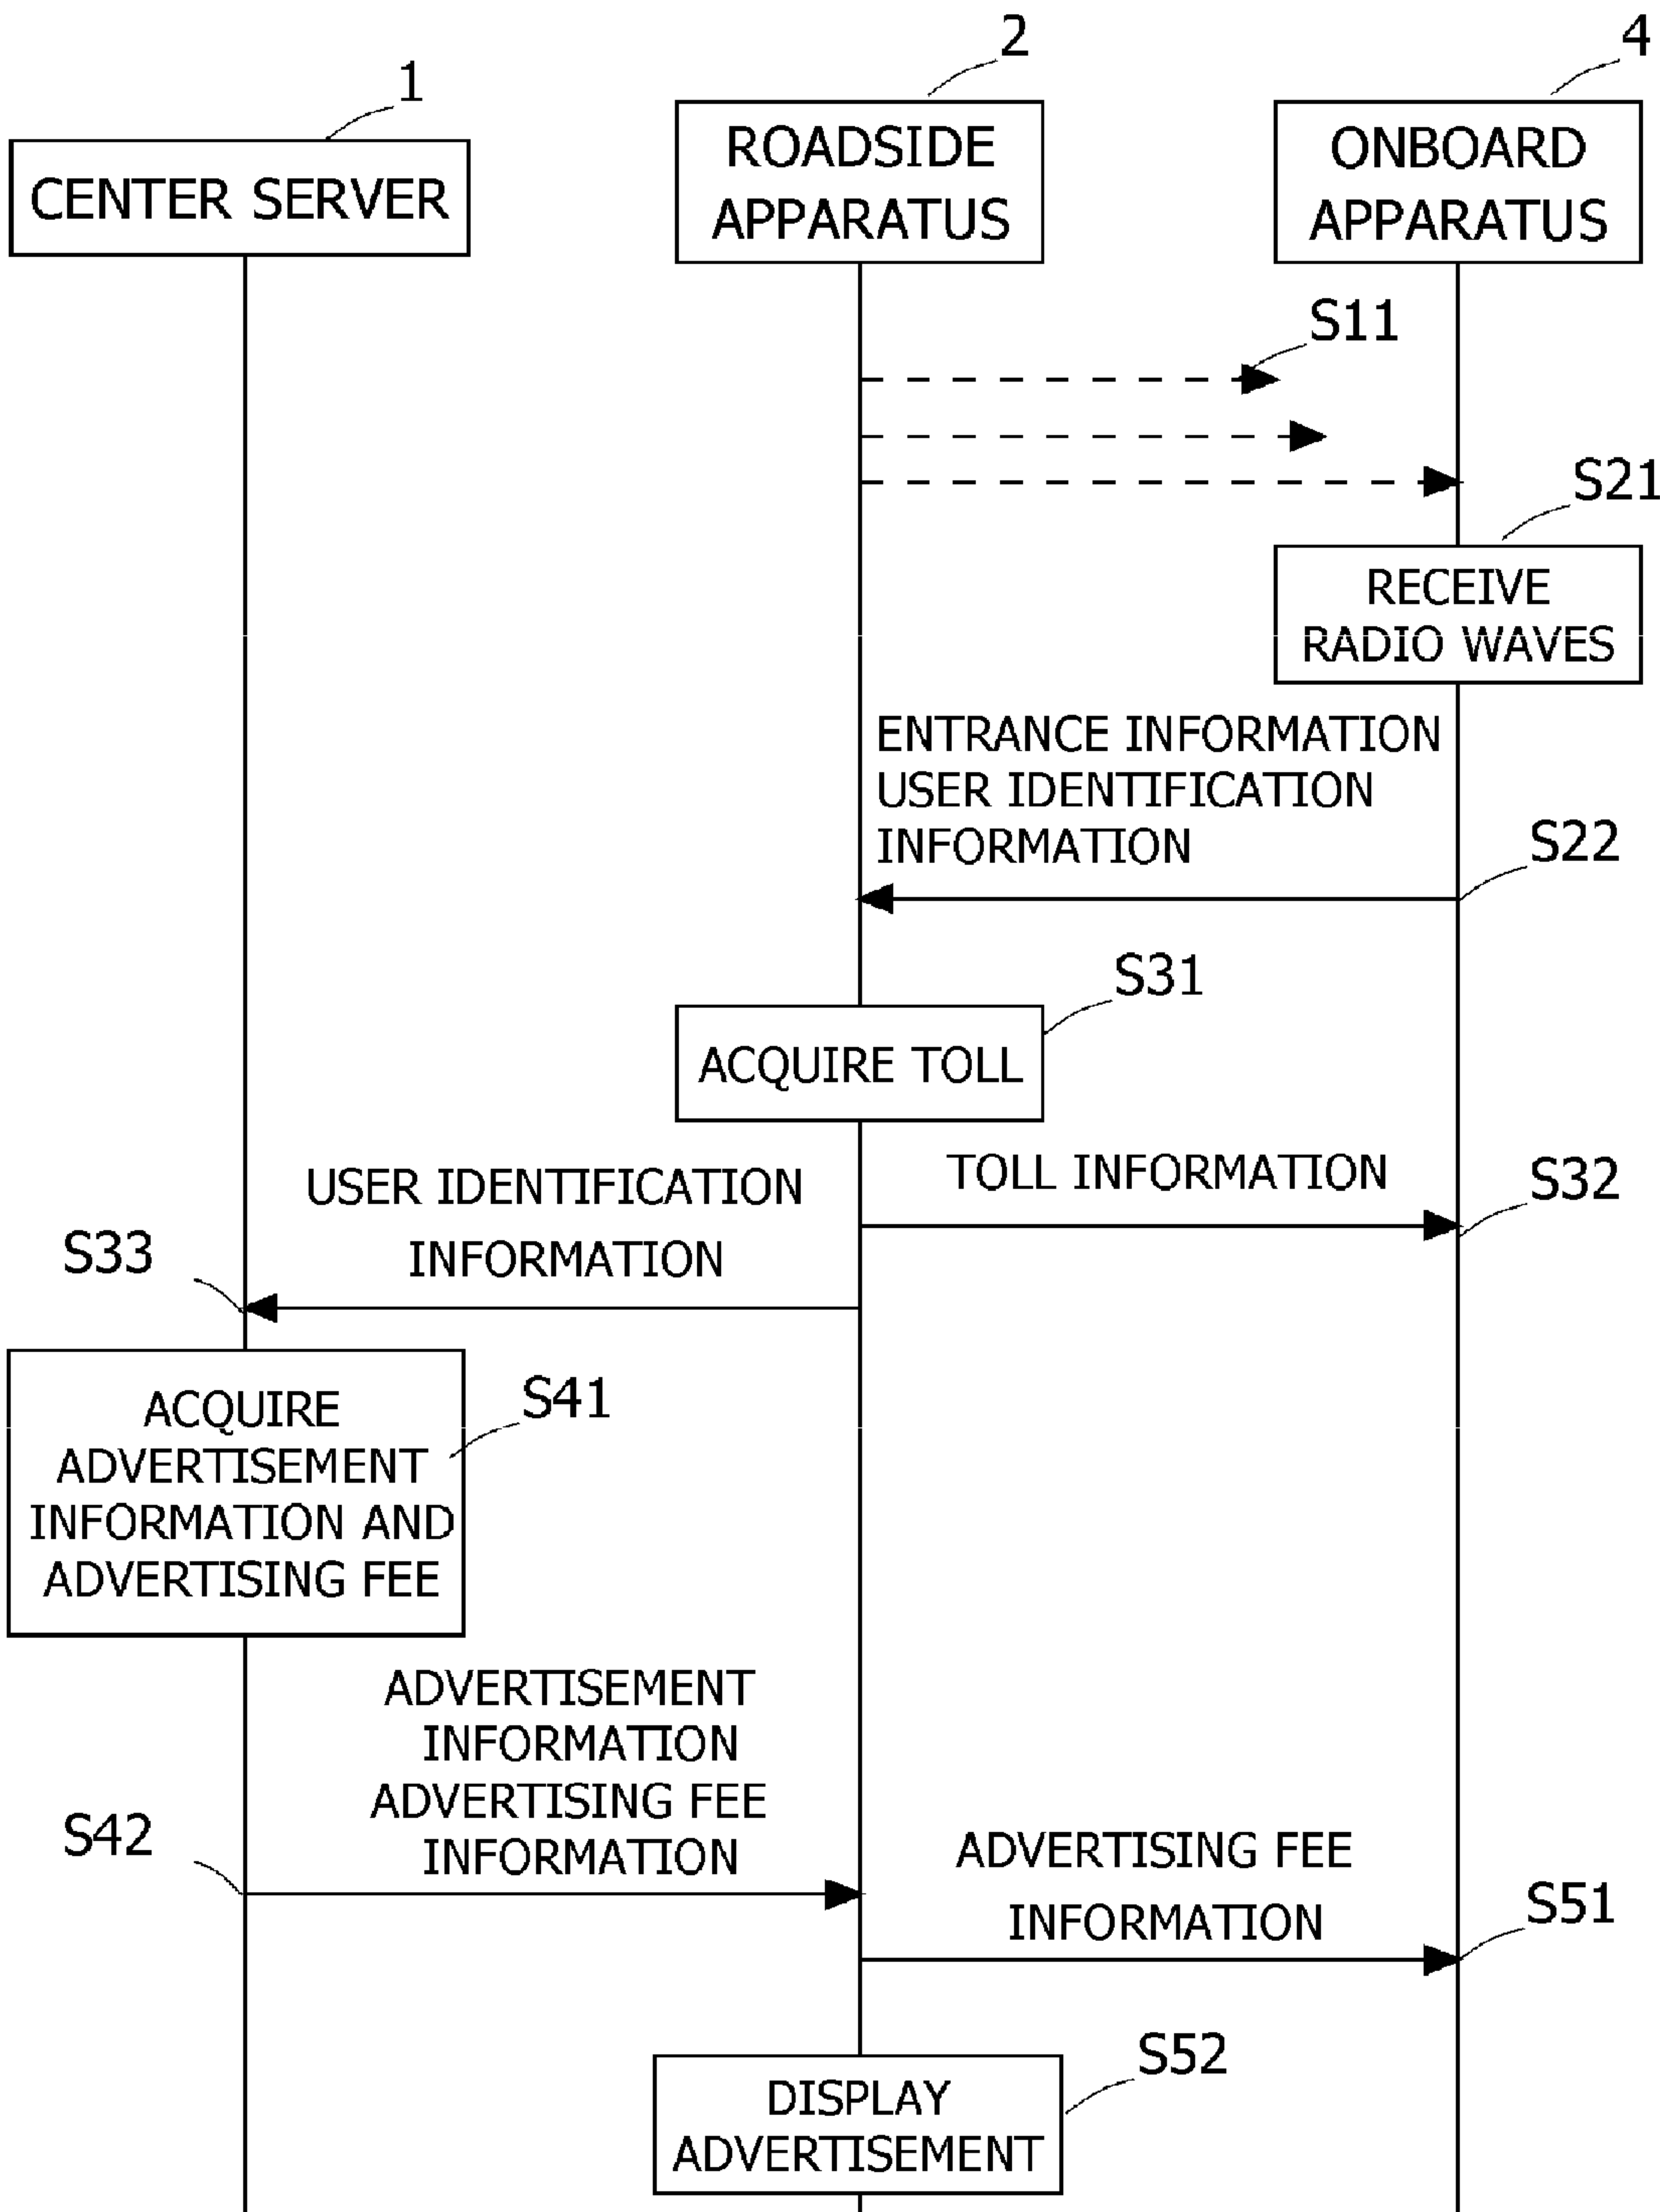 1
2
4
CENTER SERVER
ROADSIDE
APPARATUS
ONBOARD
APPARATUS
S11
S21
RECEIVE
RADIO WAVES
ENTRANCE INFORMATION
USER IDENTIFICATION
INFORMATION
S22
S31
ACQUIRE TOLL
USER IDENTIFICATION
INFORMATION
TOLL INFORMATION
S32
S33
ACQUIRE
ADVERTISEMENT
INFORMATION AND
ADVERTISING FEE
S41
ADVERTISEMENT
INFORMATION
ADVERTISING FEE
INFORMATION
S42
ADVERTISING FEE
INFORMATION
S51
S52
DISPLAY
ADVERTISEMENT